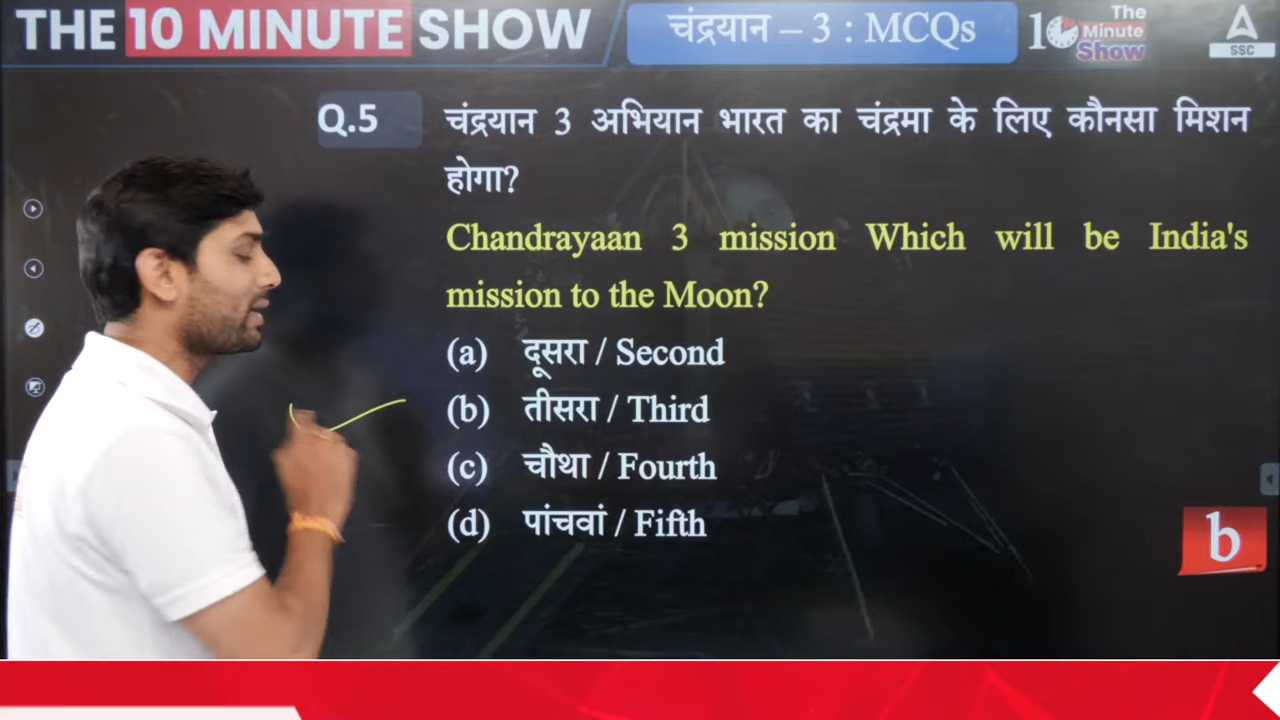 THE 10 MINUTE SHOW
चंद्रयान – 3 : MCQs
10 The Minute Show
SSC
Q.5 चंद्रयान 3 अभियान भारत का चंद्रमा के लिए कौनसा मिशन
होगा?
Chandrayaan 3 mission Which will be India's
mission to the Moon?
(a) दूसरा / Second
(b) तीसरा / Third
(c) चौथा / Fourth
(d) पांचवां / Fifth
b